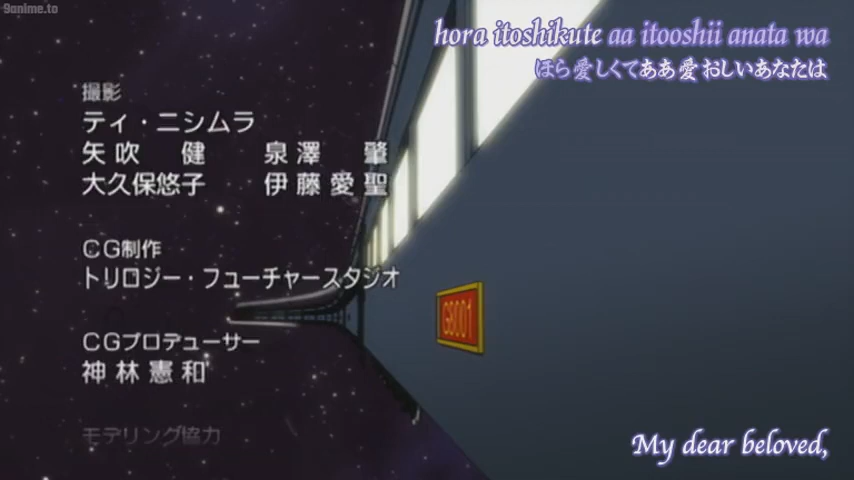 9anime.to
hora itoshikute aa itooshii anata wa
ほら愛しくてああ愛おしいあなたは
撮影
ティ・ニシムラ
矢吹 健 泉澤 肇
大久保悠子 伊藤愛聖
CG制作
トリロジー・フューチャースタジオ
G6001
CGプロデューサー
神林憲和
モデリング協力
My dear beloved,